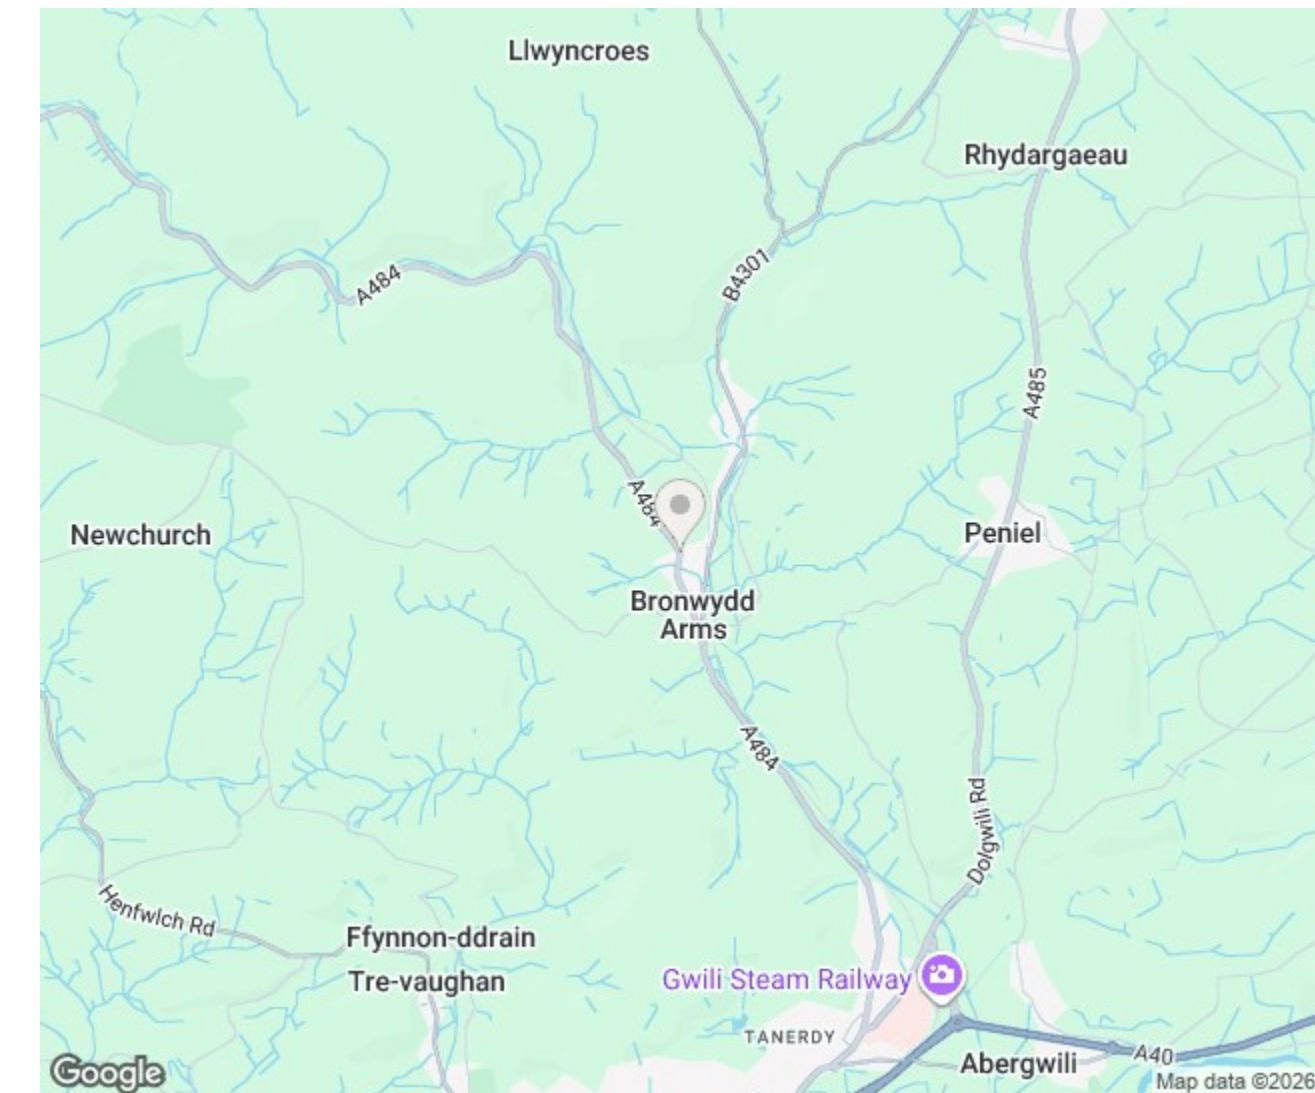 Llwyncroes
Rhydargaeau
A484
B4301
A485
A484
Newchurch
Peniel
Bronwydd
Arms
A484
Dolgwili Rd
Henfwlch Rd
Ffynnon-ddrain
Tre-vaughan
Gwili Steam Railway
TANERDY
A40
Abergwili
Google
Map data ©2026